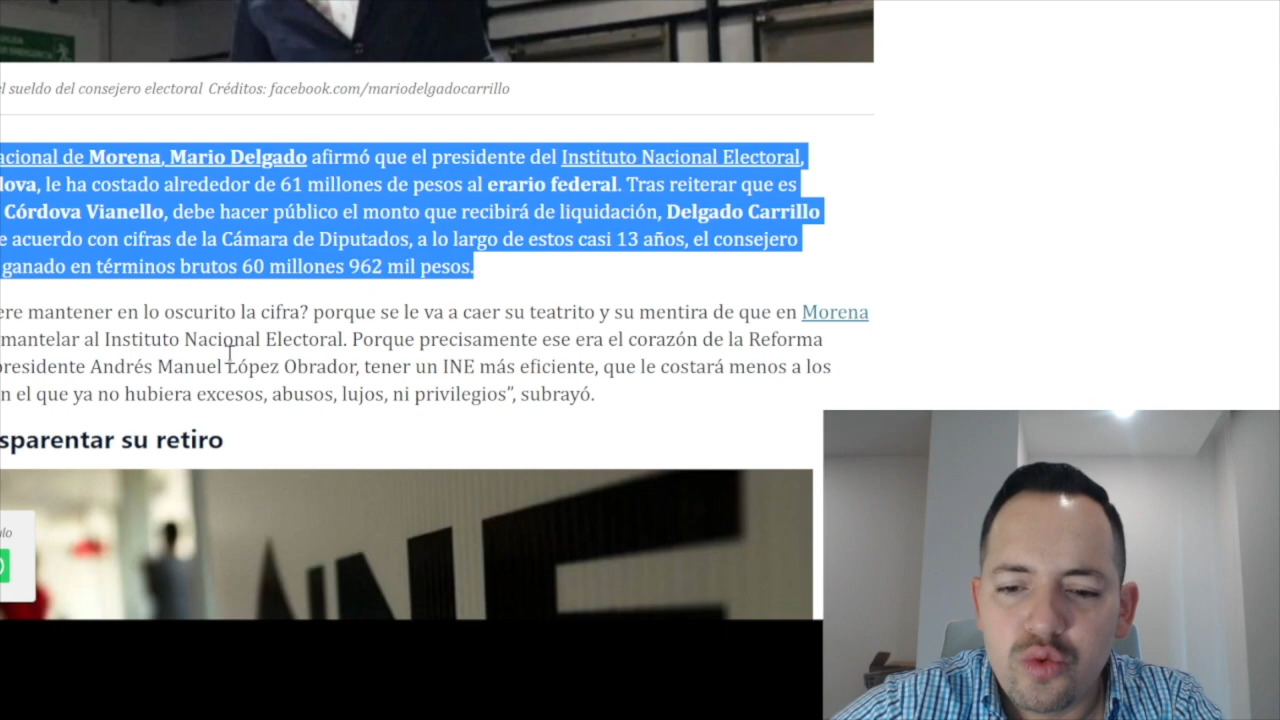 el sueldo del consejero electoral Créditos: facebook.com/mariodelgadocarrillo
acional de Morena, Mario Delgado afirmó que el presidente del Instituto Nacional Electoral,
dova, le ha costado alrededor de 61 millones de pesos al erario federal. Tras reiterar que es
Córdova Vianello, debe hacer público el monto que recibirá de liquidación, Delgado Carrillo
e acuerdo con cifras de la Cámara de Diputados, a lo largo de estos casi 13 años, el consejero
ganado en términos brutos 60 millones 962 mil pesos.
ere mantener en lo oscurito la cifra? porque se le va a caer su teatrito y su mentira de que en Morena
mantelar al Instituto Nacional Electoral. Porque precisamente ese era el corazón de la Reforma
presidente Andrés Manuel López Obrador, tener un INE más eficiente, que le costará menos a los
n el que ya no hubiera excesos, abusos, lujos, ni privilegios”, subrayó.
sparentar su retiro
ulo
INE